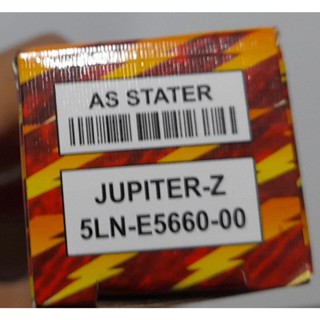 AS STATER
JUPITER-Z
5LN-E5660-00